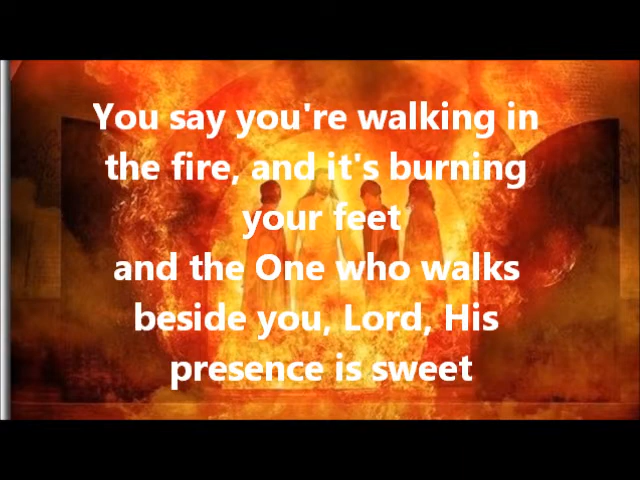 You say you're walking in
the fire, and it's burning
your feet
and the One who walks
beside you, Lord, His
presence is sweet